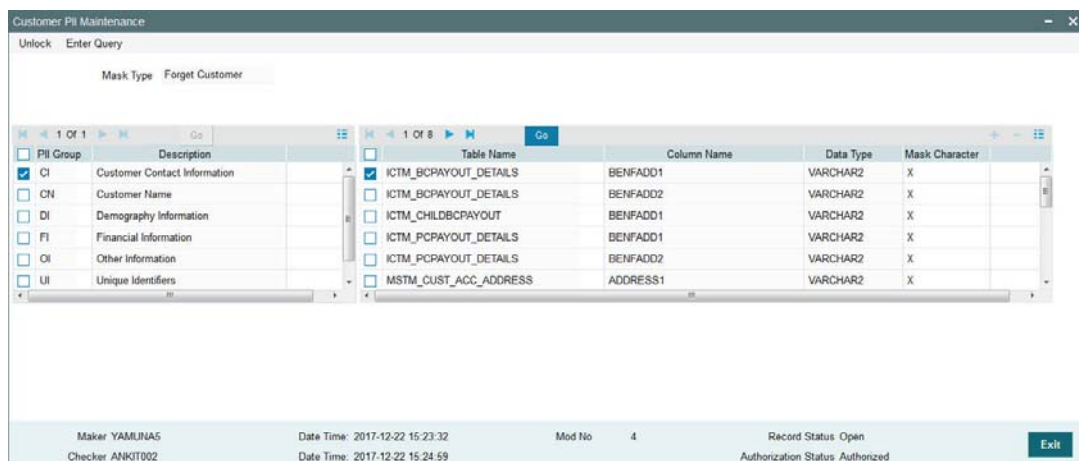 Customer PII Maintenance
Unlock Enter Query
Mask Type Forget Customer
1 Of 1 Go
1 Of 8 Go
PII Group Description
Table Name Column Name Data Type Mask Character
CI Customer Contact Information
ICTM_BCPAYOUT_DETAILS BENFADD1 VARCHAR2 X
CN Customer Name
ICTM_BCPAYOUT_DETAILS BENFADD2 VARCHAR2 X
DI Demography Information
ICTM_CHILDBCPAYOUT BENFADD1 VARCHAR2 X
FI Financial Information
ICTM_PCPAYOUT_DETAILS BENFADD1 VARCHAR2 X
OI Other Information
ICTM_PCPAYOUT_DETAILS BENFADD2 VARCHAR2 X
UI Unique Identifiers
MSTM_CUST_ACC_ADDRESS ADDRESS1 VARCHAR2 X
Maker YAMUNA5 Date Time: 2017-12-22 15:23:32 Mod No 4 Record Status Open
Exit
Checker ANKIT002 Date Time: 2017-12-22 15:24:59 Authorization Status Authorized